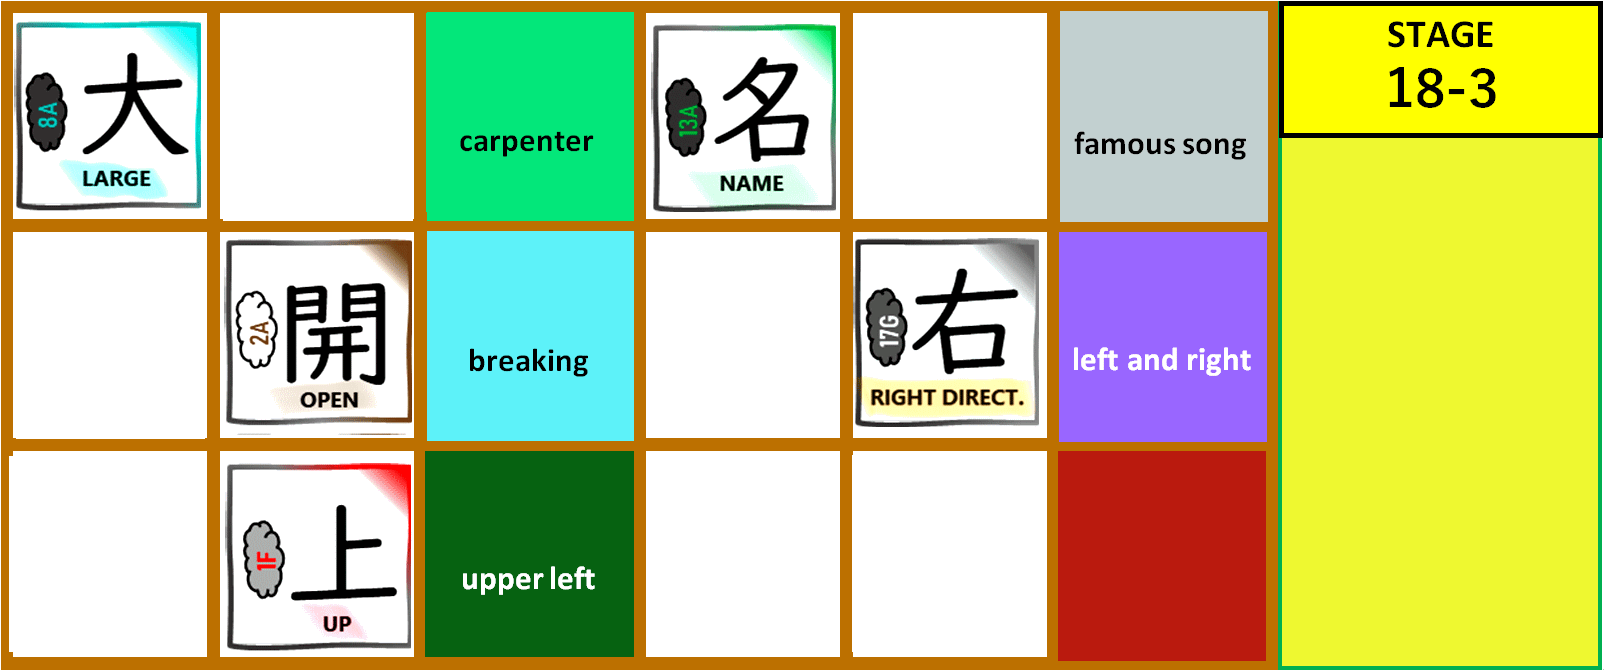 8A
大
LARGE
carpenter
13A
名
NAME
famous song
STAGE
18-3
2A
開
OPEN
breaking
17G
右
RIGHT DIRECT.
left and right
1F
上
UP
upper left